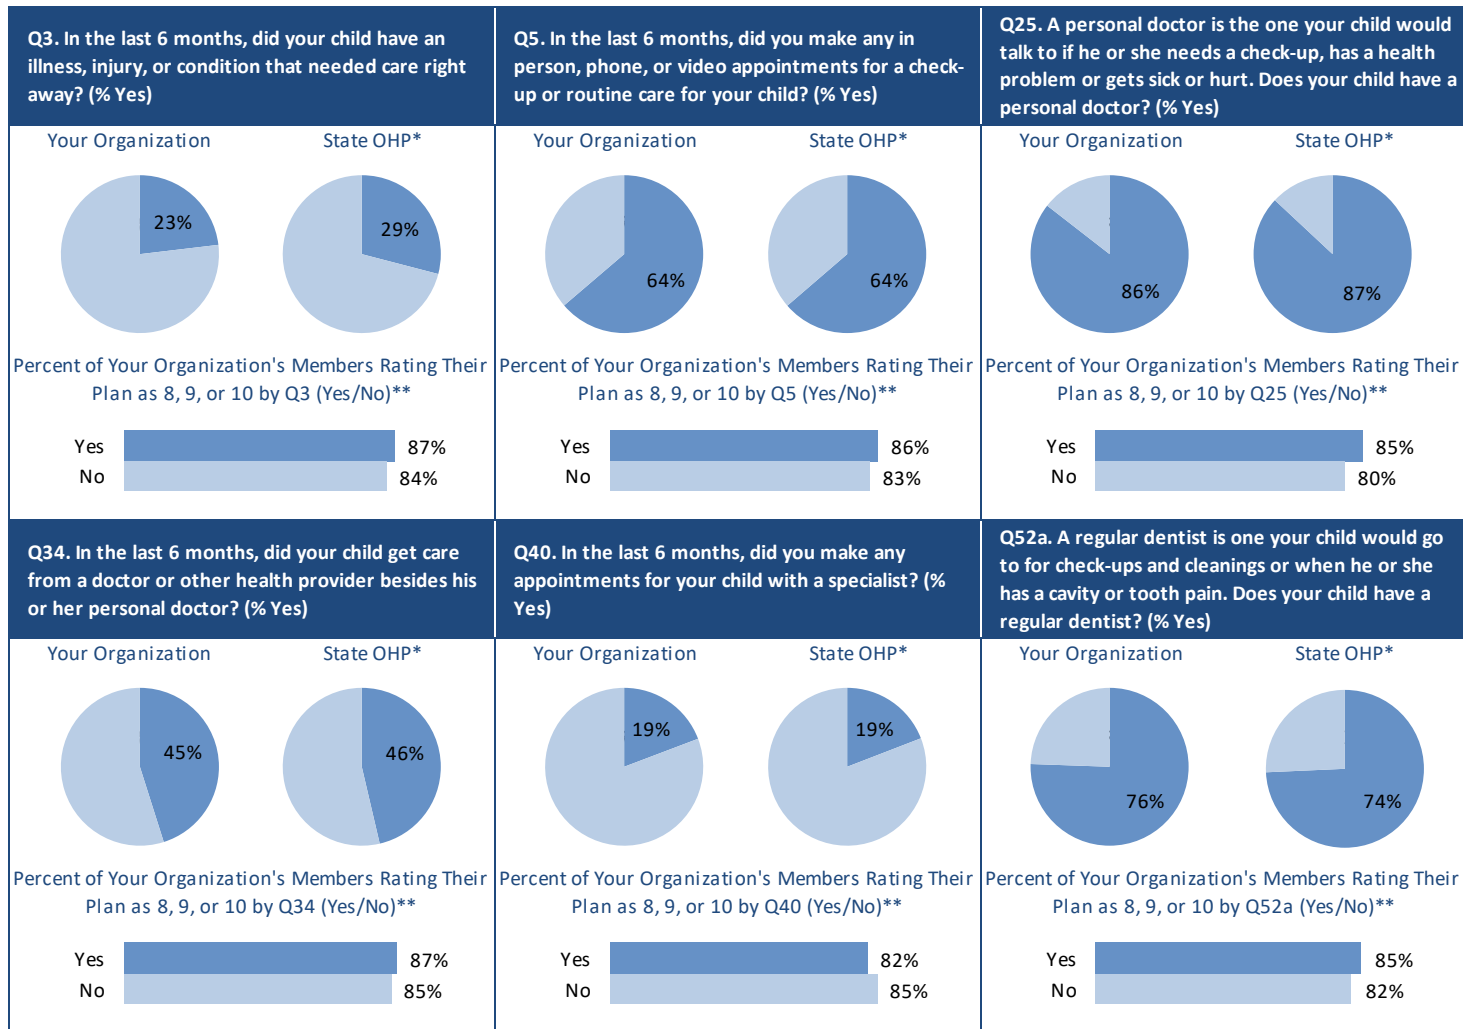 Q3. In the last 6 months, did your child have an
illness, injury, or condition that needed care right
away? (% Yes)
Your Organization
State OHP*
23%
29%
Percent of Your Organization's Members Rating Their
Plan as 8, 9, or 10 by Q3 (Yes/No)**
Yes
87%
No
84%
Q5. In the last 6 months, did you make any in
person, phone, or video appointments for a check-
up or routine care for your child? (% Yes)
Your Organization
State OHP*
64%
64%
Percent of Your Organization's Members Rating Their
Plan as 8, 9, or 10 by Q5 (Yes/No)**
Yes
86%
No
83%
Q25. A personal doctor is the one your child would
talk to if he or she needs a check-up, has a health
problem or gets sick or hurt. Does your child have a
personal doctor? (% Yes)
Your Organization
State OHP*
86%
87%
Percent of Your Organization's Members Rating Their
Plan as 8, 9, or 10 by Q25 (Yes/No)**
Yes
85%
No
80%
Q34. In the last 6 months, did your child get care
from a doctor or other health provider besides his
or her personal doctor? (% Yes)
Your Organization
State OHP*
45%
46%
Percent of Your Organization's Members Rating Their
Plan as 8, 9, or 10 by Q34 (Yes/No)**
Yes
87%
No
85%
Q40. In the last 6 months, did you make any
appointments for your child with a specialist? (%
Yes)
Your Organization
State OHP*
19%
19%
Percent of Your Organization's Members Rating Their
Plan as 8, 9, or 10 by Q40 (Yes/No)**
Yes
82%
No
85%
Q52a. A regular dentist is one your child would go
to for check-ups and cleanings or when he or she
has a cavity or tooth pain. Does your child have a
regular dentist? (% Yes)
Your Organization
State OHP*
76%
74%
Percent of Your Organization's Members Rating Their
Plan as 8, 9, or 10 by Q52a (Yes/No)**
Yes
85%
No
82%